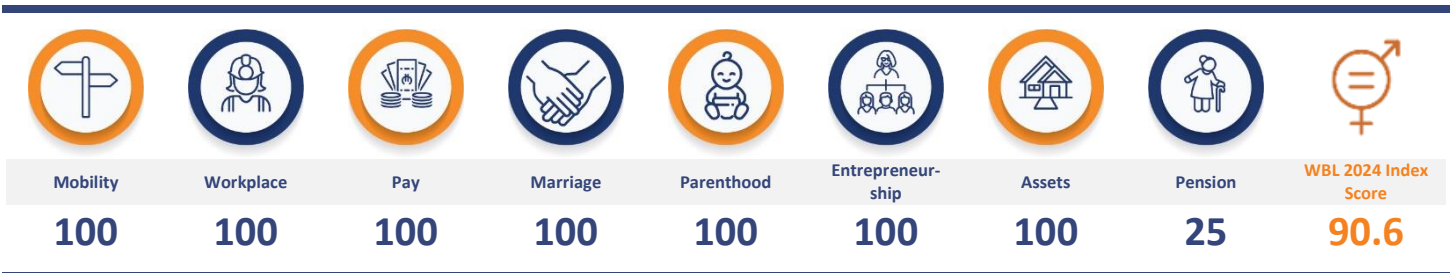 Mobility
Workplace
Pay
Marriage
Parenthood
Entrepreneur-
ship
Assets
Pension
WBL 2024 Index
Score
100
100
100
100
100
100
100
25
90.6